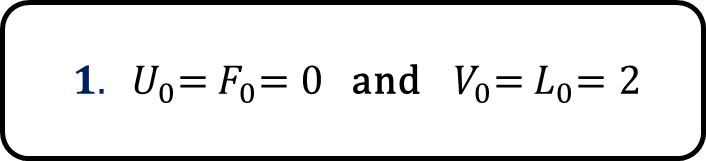 1. U₀= F₀= 0 and V₀= L₀= 2